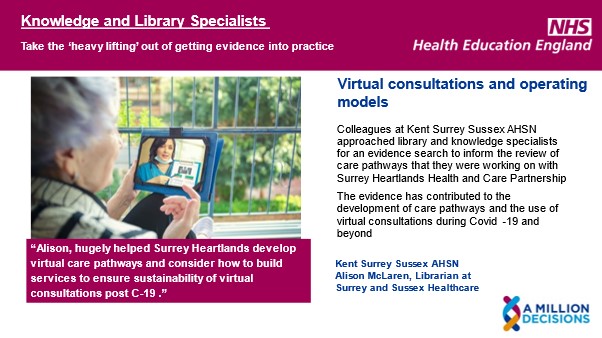 Knowledge and Library Specialists
Take the ‘heavy lifting’ out of getting evidence into practice
NHS
Health Education England
Virtual consultations and operating
models
Colleagues at Kent Surrey Sussex AHSN
approached library and knowledge specialists
for an evidence search to inform the review of
care pathways that they were working on with
Surrey Heartlands Health and Care Partnership
The evidence has contributed to the
development of care pathways and the use of
virtual consultations during Covid -19 and
beyond
“Alison, hugely helped Surrey Heartlands develop
virtual care pathways and consider how to build
services to ensure sustainability of virtual
consultations post C-19 .”
Kent Surrey Sussex AHSN
Alison McLaren, Librarian at
Surrey and Sussex Healthcare
A MILLION
DECISIONS